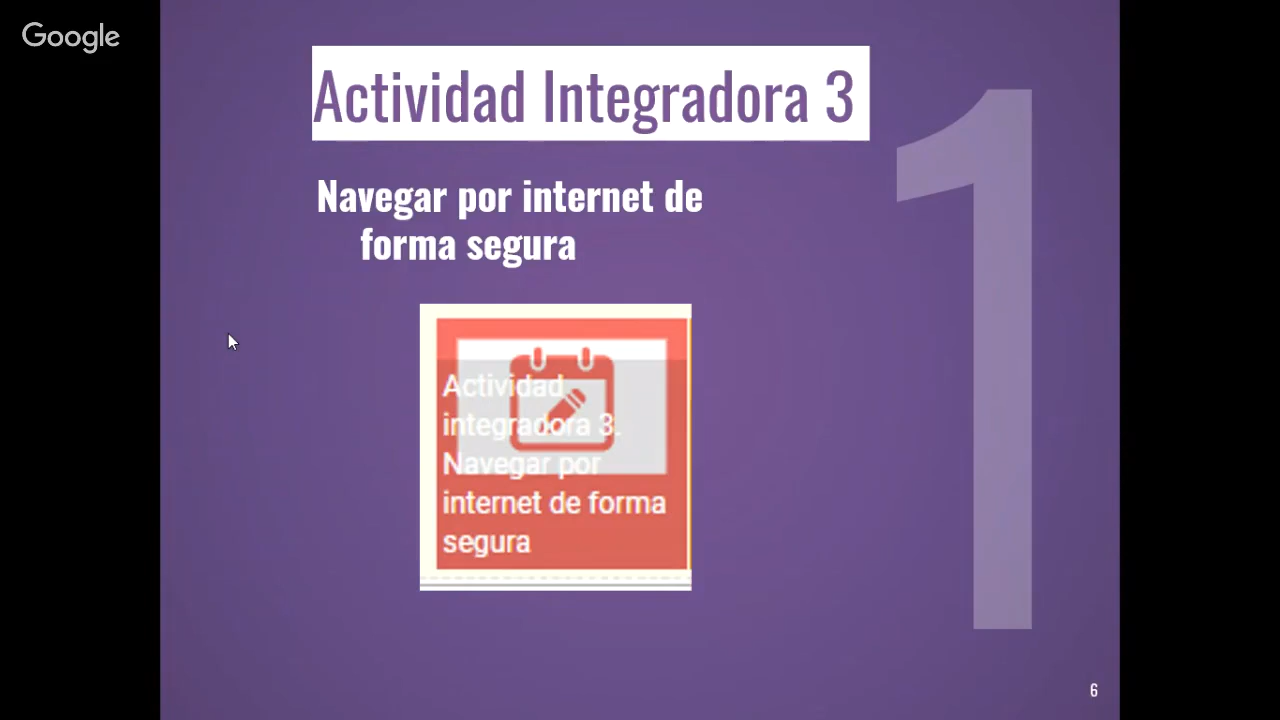 Google
Actividad Integradora 3
1
Navegar por internet de
forma segura
Actividad
integradora 3.
Navegar por
internet de forma
segura
6